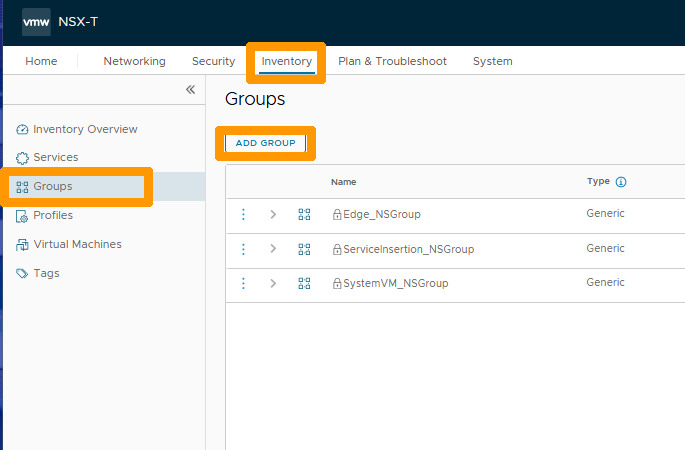 vmw NSX-T
Home Networking Security Inventory Plan & Troubleshoot System
Inventory Overview
Services
Groups
Profiles
Virtual Machines
Tags
Groups
ADD GROUP
Name Type
Edge_NSGroup Generic
ServiceInsertion_NSGroup Generic
SystemVM_NSGroup Generic